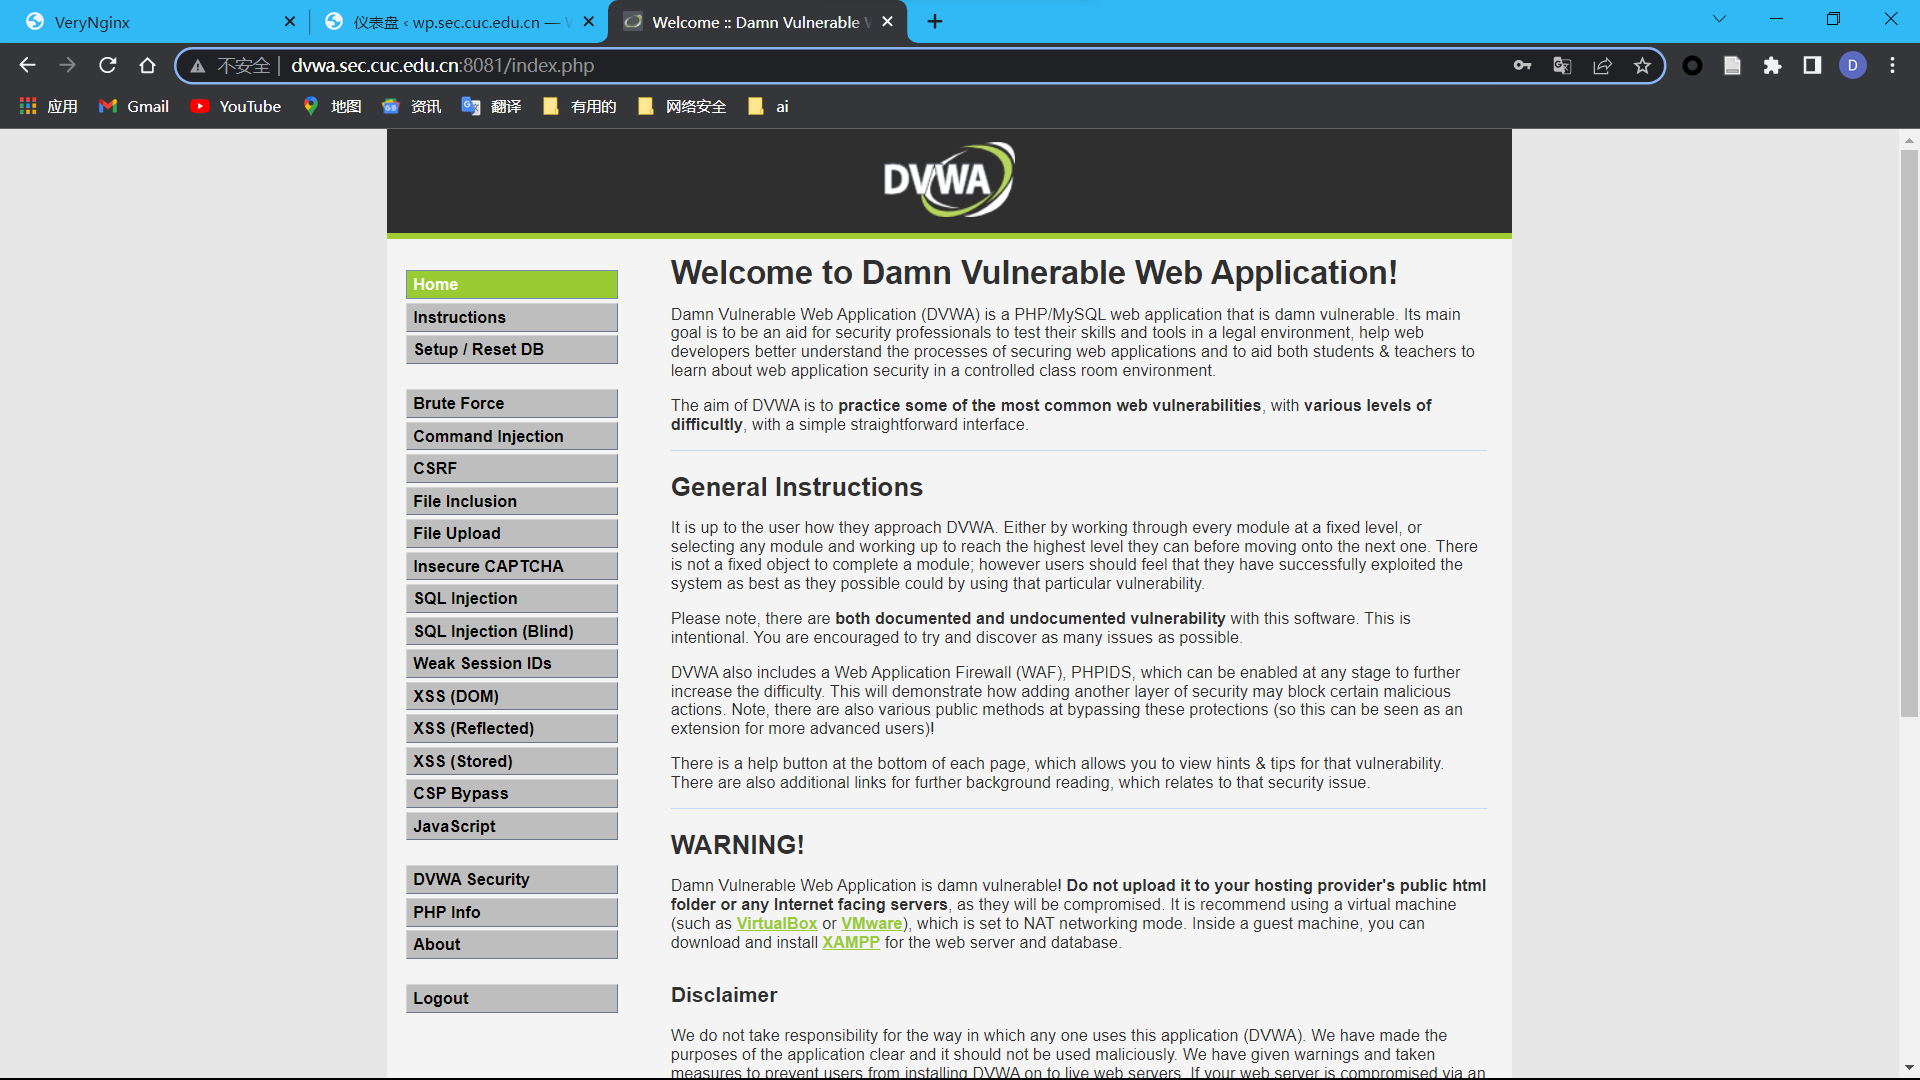 VeryNginx
仪表盘 ‹ wp.sec.cuc.edu.cn —
Welcome :: Damn Vulnerable
不安全 | dvwa.sec.cuc.edu.cn:8081/index.php
D
应用
Gmail
YouTube
地图
资讯
翻译
有用的
网络安全
ai
DVWA
Home
Instructions
Setup / Reset DB
Brute Force
Command Injection
CSRF
File Inclusion
File Upload
Insecure CAPTCHA
SQL Injection
SQL Injection (Blind)
Weak Session IDs
XSS (DOM)
XSS (Reflected)
XSS (Stored)
CSP Bypass
JavaScript
DVWA Security
PHP Info
About
Logout
Welcome to Damn Vulnerable Web Application!
Damn Vulnerable Web Application (DVWA) is a PHP/MySQL web application that is damn vulnerable. Its main
goal is to be an aid for security professionals to test their skills and tools in a legal environment, help web
developers better understand the processes of securing web applications and to aid both students & teachers to
learn about web application security in a controlled class room environment.
The aim of DVWA is to practice some of the most common web vulnerabilities, with various levels of
difficultly, with a simple straightforward interface.
General Instructions
It is up to the user how they approach DVWA. Either by working through every module at a fixed level, or
selecting any module and working up to reach the highest level they can before moving onto the next one. There
is not a fixed object to complete a module; however users should feel that they have successfully exploited the
system as best as they possible could by using that particular vulnerability.
Please note, there are both documented and undocumented vulnerability with this software. This is
intentional. You are encouraged to try and discover as many issues as possible.
DVWA also includes a Web Application Firewall (WAF), PHPIDS, which can be enabled at any stage to further
increase the difficulty. This will demonstrate how adding another layer of security may block certain malicious
actions. Note, there are also various public methods at bypassing these protections (so this can be seen as an
extension for more advanced users)!
There is a help button at the bottom of each page, which allows you to view hints & tips for that vulnerability.
There are also additional links for further background reading, which relates to that security issue.
WARNING!
Damn Vulnerable Web Application is damn vulnerable! Do not upload it to your hosting provider's public html
folder or any Internet facing servers, as they will be compromised. It is recommend using a virtual machine
(such as VirtualBox or VMware), which is set to NAT networking mode. Inside a guest machine, you can
download and install XAMPP for the web server and database.
Disclaimer
We do not take responsibility for the way in which any one uses this application (DVWA). We have made the
purposes of the application clear and it should not be used maliciously. We have given warnings and taken
measures to prevent users from installing DVWA on to live web servers. If your web server is compromised via an